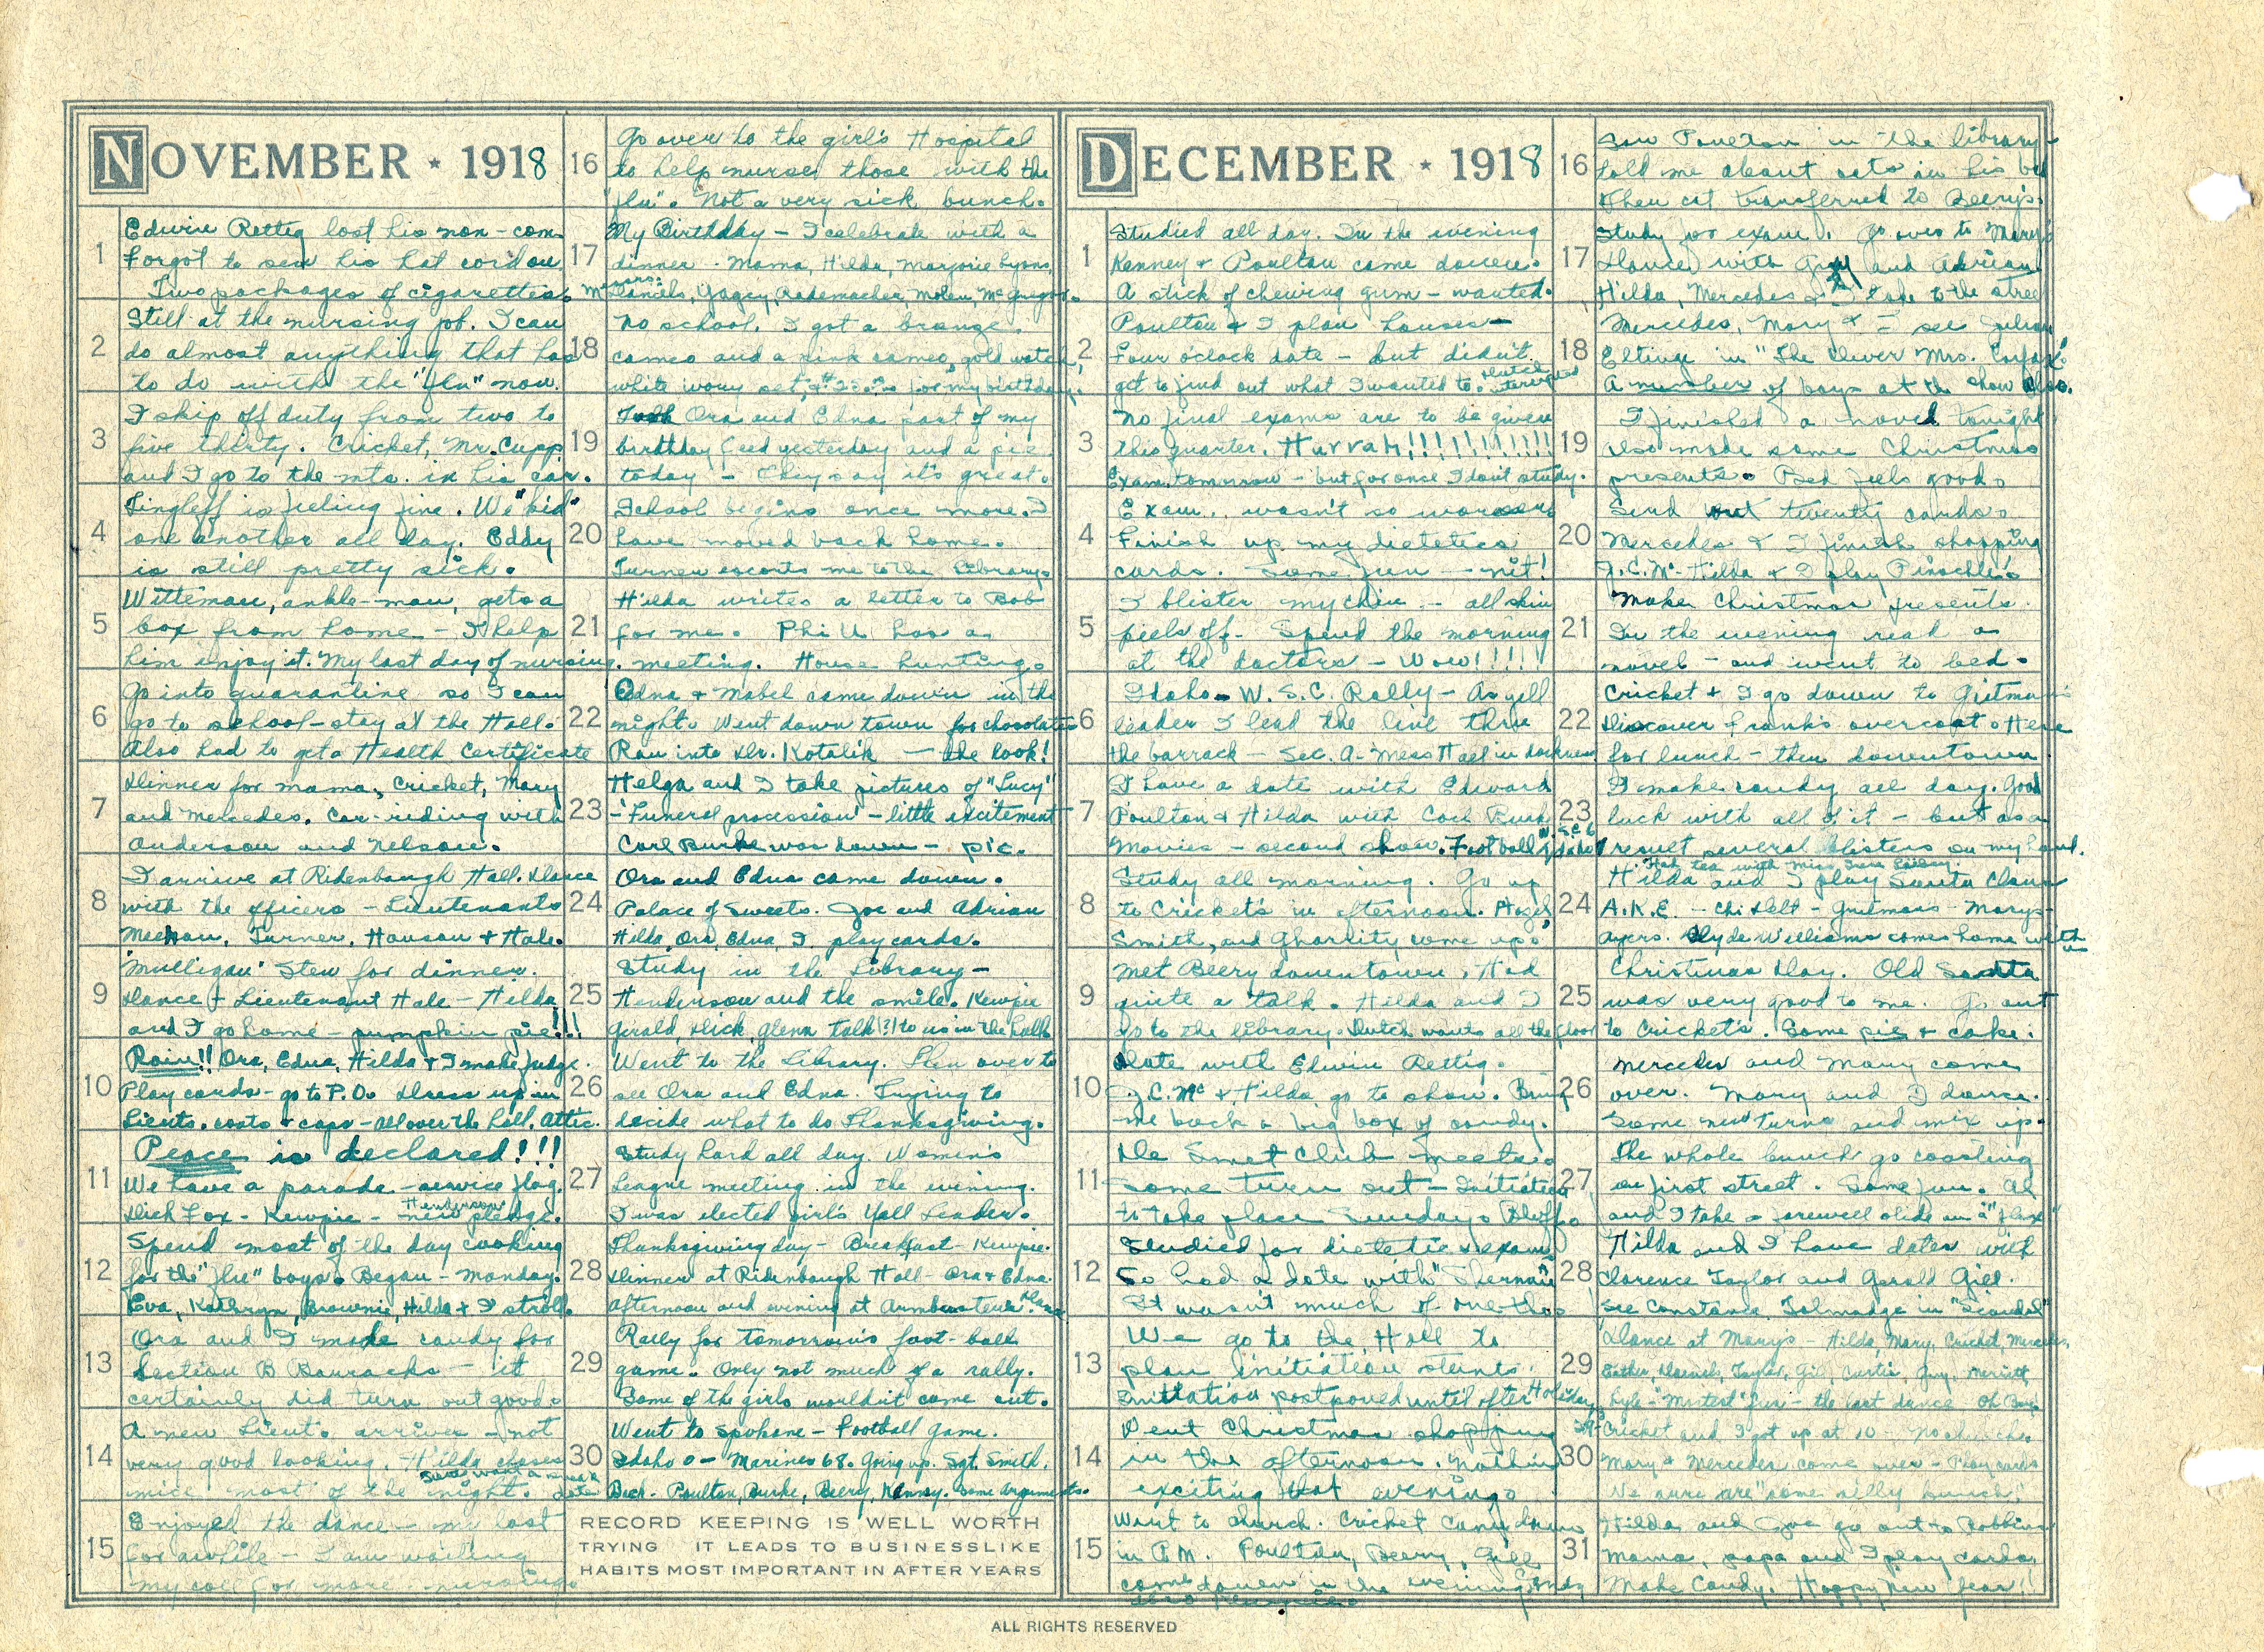 NOVEMBER ★ 1918
1
Edwin Rettig lost his non-com
Forgot to sew his hat cord on
Two packages of cigarettes.
2
Still at the nursing job. I can
do almost anything that has
to do with the "flu" now.
3
I skip off duty from two to
five thirty. Cricket, Mr. Cupp
and I go to the mts. in his car.
4
Lingleff is feeling fine. We "kid"
one another all day. Eddy
is still pretty sick.
5
Witteman, ankle-man, gets a
box from home - I help
him enjoy it. My last day of nursing.
6
Go into quarantine so I can
go to school - stay at the Hall.
Also had to get a Health Certificate
7
Dinner for mama, Cricket, Mary
and Mercedes. Car-riding with
Anderson and Nelson.
8
I arrive at Ridenbaugh Hall. Dance
with the officers - Lieutenants
Meehan, Turner, Hanson & Hale.
9
"Mulligan" Stew for dinner.
Dance - Lieutenant Hale - Hilda
and I go home - pumpkin pie!!!
10
Rain!! Ora, Edna, Hilda & I make fudge.
Play cards - go to P.O. Dress up in
Lieuts. coats & caps - all over the hall. Attic.
11
Peace is declared!!!
We have a parade - service flag.
Dick Fox - Kewpie - new pledge. Henderson
12
Spend most of the day cooking
for the "flu" boys. Began - Monday.
Eva, Kathryn, Brownie, Hilda & I stroll.
13
Ora and I made candy for
Section B Barracks - it
certainly did turn out good.
14
A new Lieut. arrives - not
very good looking. Hilda chases
mice most of the night.
15
Enjoyed the dance - my last
for awhile - I am waiting
my call for more nursing.
16
Go over to the girl's Hospital
to help nurse those with the
"flu". Not a very sick bunch.
17
My Birthday - I celebrate with a
dinner - Mama, Hilda, Marjorie Lyons,
Daniels, Yagey, Rademacher, McGregor.
18
No school. I got a bronze
cameo and a pink cameo, gold watch,
white ivory set, for my birthday.
19
Took Ora and Edna part of my
birthday feed yesterday and a pie
today - They say it's great.
20
School begins once more. I
have moved back home.
Turner escorts me to the Library.
21
Hilda writes a letter to Bob
for me. Phi U has a
meeting. House hunting.
22
Edna & Mabel came down in the
night. Went down town for chocolates
Ran into Dr. Kotalik - the look!
23
Helga and I take pictures of "Lucy"
- 'Funeral procession' - little excitement
Carl Burke was down - pic.
24
Ora and Edna came down.
Palace of Sweets. Joe and Adrian
Hilda, Ora, Edna, I play cards.
25
Study in the Library -
Henderson and the smile. Kewpie
Gerald, Dick, Glenn talk (?) to us in the halls
26
Went to the Library. Then over to
see Ora and Edna. Trying to
decide what to do Thanksgiving.
27
Study hard all day. Women's
League meeting in the evening.
I was elected girl's Yell Leader.
28
Thanksgiving day - Breakfast - Kewpie.
Dinner at Ridenbaugh Hall - Ora & Edna.
Afternoon and evening at
29
Rally for tomorrow's foot-ball
game. Only not much of a rally.
Some of the girls wouldn't come out.
30
Went to Spokane - Football game.
Idaho 0 - Marines 68. Going up. Sgt. Smith,
Beck. Poulton, Burke, Beery, Kenney. Some arguments.
RECORD KEEPING IS WELL WORTH
TRYING IT LEADS TO BUSINESSLIKE
HABITS MOST IMPORTANT IN AFTER YEARS
DECEMBER ★ 1918
1
Studied all day. In the evening
Kenney & Poulton came down.
A stick of chewing gum - wanted.
2
Poulton & I plan houses -
Four o'clock date - but didn't
get to find out what I wanted to. Dutch interrupted
3
No final exams are to be given
this quarter. Hurrah!!!!!!!!!!!
Exam. tomorrow - but for once I don't study.
4
Exam. wasn't so
Finish up my dietetics
cards. Some fun - nit!
5
I blister my chin - all skin
peels off. Spend the morning
at the doctors - Wow!!!!!
6
Idaho - W.S.C. Rally - As yell
leader I lead the line thru
the barrack - Sec. A - Mess Hall in darkness
7
I have a date with Edward
Poulton & Hilda with Carl Burke
Movies - second show. Football W.S.C. 6 Idaho 7
8
Study all morning. Go up
to Cricket's in afternoon. Hazel
Smith, and Ghorlity come up.
9
Met Beery downtown. Had
quite a talk. Hilda and I
go to the library. Dutch wants all the floor
10
Date with Edwin Rettig.
J.C. Mc & Hilda go to show. Bring
me back a big box of candy.
11
De Smet Club meets.
Some turn out - Initiation
to take place Sunday.
12
Studied for dietetics exam
So had a date with "Sherman"
It wasn't much of one tho
13
We go to the Hall to
plan initiation stunts.
Initiation postponed until after Holidays
14
Went Christmas shopping
in the afternoon. Nothing
exciting that evening.
15
Went to church. Cricket came down
in P.M. Poulton, Beery, Gill
came down in the evening.
16
Saw Poulton in the library -
told me about cats in his bed
then cat transferred to Beery's.
17
Study for exam. Go over to Mary's
Dance with Guy and Adrian
Hilda, Mercedes & I take to the street
18
Mercedes, Mary & I see Julian
Eltinge in "The Clever Mrs. Carfax"
A number of boys at the show also.
19
I finished a novel tonight
also made some Christmas
presents. Bed feels good.
20
Send out twenty cards.
Mercedes & I finish shopping
J.C. Mc - Hilda & I play Pinochle.
21
Make Christmas presents.
In the evening read a
novel - and went to bed.
22
Cricket & I go down to
Discover Frank's overcoat. Here
for lunch - then downtown.
23
I make candy all day. Good
luck with all of it - but as a
result several blisters on my hand.
24
Had tea with Miss
Hilda and I play Santa Claus
A.K.E. - Chi Delt - - Mary's -
Ayers. Clyde Williams comes home with us
25
Christmas Day. Old Santa
was very good to me. Go out
to Cricket's. Some pie & cake.
26
Mercedes and Mary come
over. Mary and I dance.
Some new turns and mix up.
27
The whole bunch go coasting
on first street. Some fun. Al
and I take a farewell slide on a
28
Hilda and I have dates with
Clarence Taylor and Gerald Gill.
See Constance Talmadge in "Scandal"
29
Dance at Mary's - Hilda, Mary, Cricket, Mercedes,
Esther, Daniels, Taylor, Gill, Curtis, Guy, Merritt,
Lyle - "Mistest" fun - the last dance Oh Boy
30
Cricket and I got up at 10 - No church.
Mary & Mercedes come over - Play cards
We sure are "some silly bunch."
31
Hilda and Joe go out to Robbins
Mama, papa and I play cards,
Make Candy. Happy New Year!!
ALL RIGHTS RESERVED